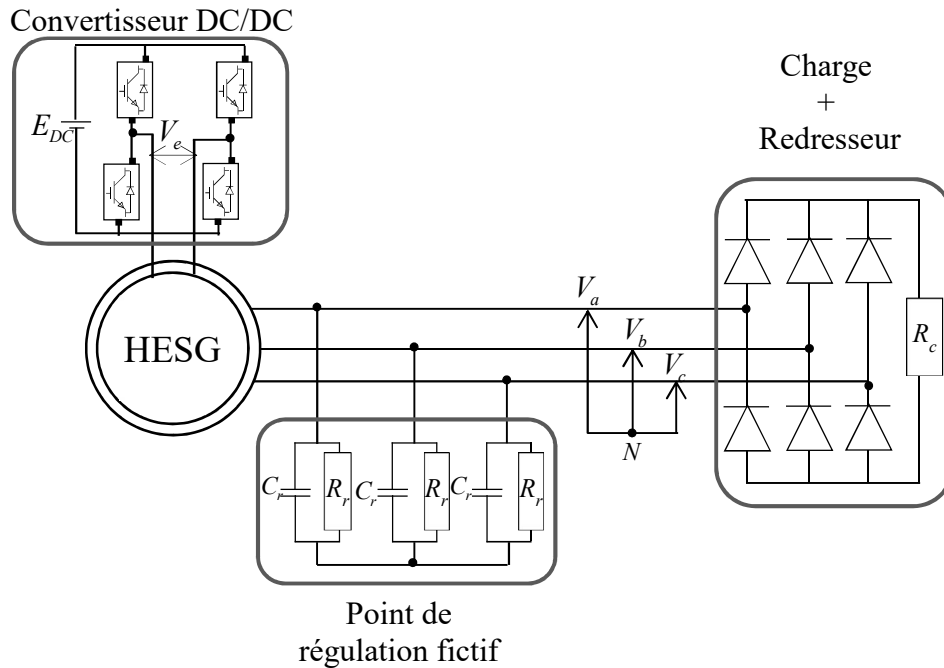 Convertisseur DC/DC
E_DC
V_e
Charge
+
Redresseur
HESG
V_a
V_b
V_c
N
R_c
C_r R_r C_r R_r C_r R_r
Point de
régulation fictif